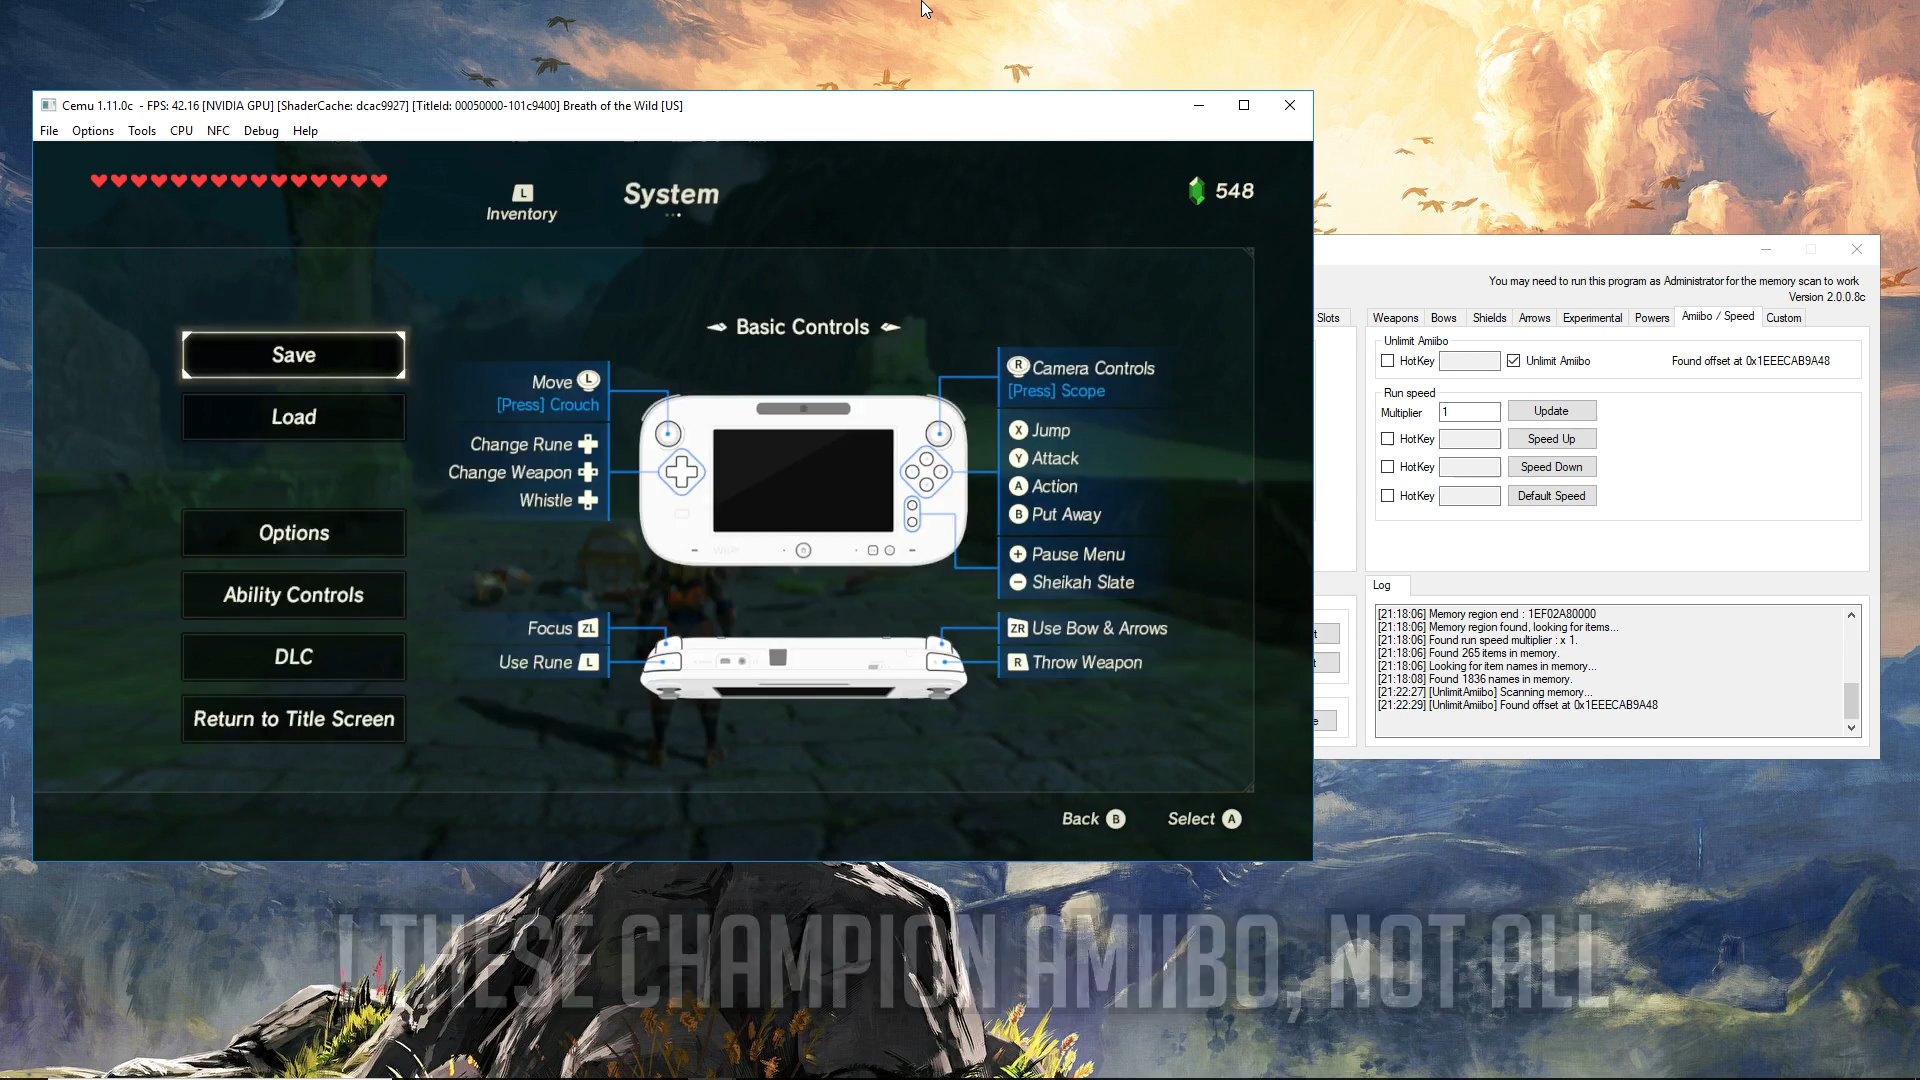 Cemu 1.11.0c - FPS: 42.16 [NVIDIA GPU] [ShaderCache: dcac9927] [TitleId: 00050000-101c9400] Breath of the Wild [US]
File Options Tools CPU NFC Debug Help
L
Inventory
System
548
Basic Controls
Save
Load
Options
Ability Controls
DLC
Return to Title Screen
Move L
[Press] Crouch
Change Rune
Change Weapon
Whistle
Focus ZL
Use Rune L
R Camera Controls
[Press] Scope
X Jump
Y Attack
A Action
B Put Away
+ Pause Menu
− Sheikah Slate
ZR Use Bow & Arrows
R Throw Weapon
Back B Select A
You may need to run this program as Administrator for the memory scan to work
Version 2.0.0.8c
Slots Weapons Bows Shields Arrows Experimental Powers Amiibo / Speed Custom
Unlimit Amiibo
HotKey Unlimit Amiibo Found offset at 0x1EEECAB9A48
Run speed
Multiplier 1 Update
HotKey Speed Up
HotKey Speed Down
HotKey Default Speed
Log
[21:18:06] Memory region end : 1EF02A80000
[21:18:06] Memory region found, looking for items...
[21:18:06] Found run speed multiplier : x 1.
[21:18:06] Found 265 items in memory.
[21:18:06] Looking for item names in memory...
[21:18:08] Found 1836 names in memory.
[21:22:27] [UnlimitAmiibo] Scanning memory...
[21:22:29] [UnlimitAmiibo] Found offset at 0x1EEECAB9A48
THESE CHAMPION AMIIBO, NOT ALL